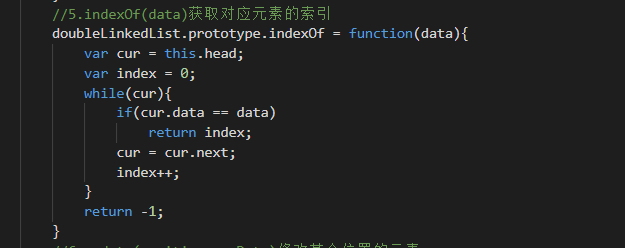 //5.indexOf(data)获取对应元素的索引
doubleLinkedList.prototype.indexOf = function(data){
var cur = this.head;
var index = 0;
while(cur){
if(cur.data == data)
return index;
cur = cur.next;
index++;
}
return -1;
}